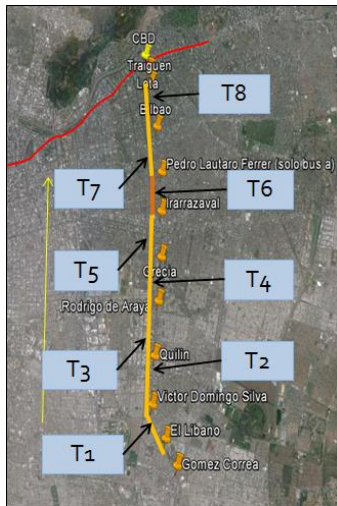 CBD
Traiguen
Lota
T8
Bilbao
Pedro Lautaro Ferrer (solo bus a)
T7
T6
Irarrazaval
T5
Grecia
T4
Rodrigo de Araya
Quilin
T3
T2
Victor Domingo Silva
El Libano
T1
Gomez Correa